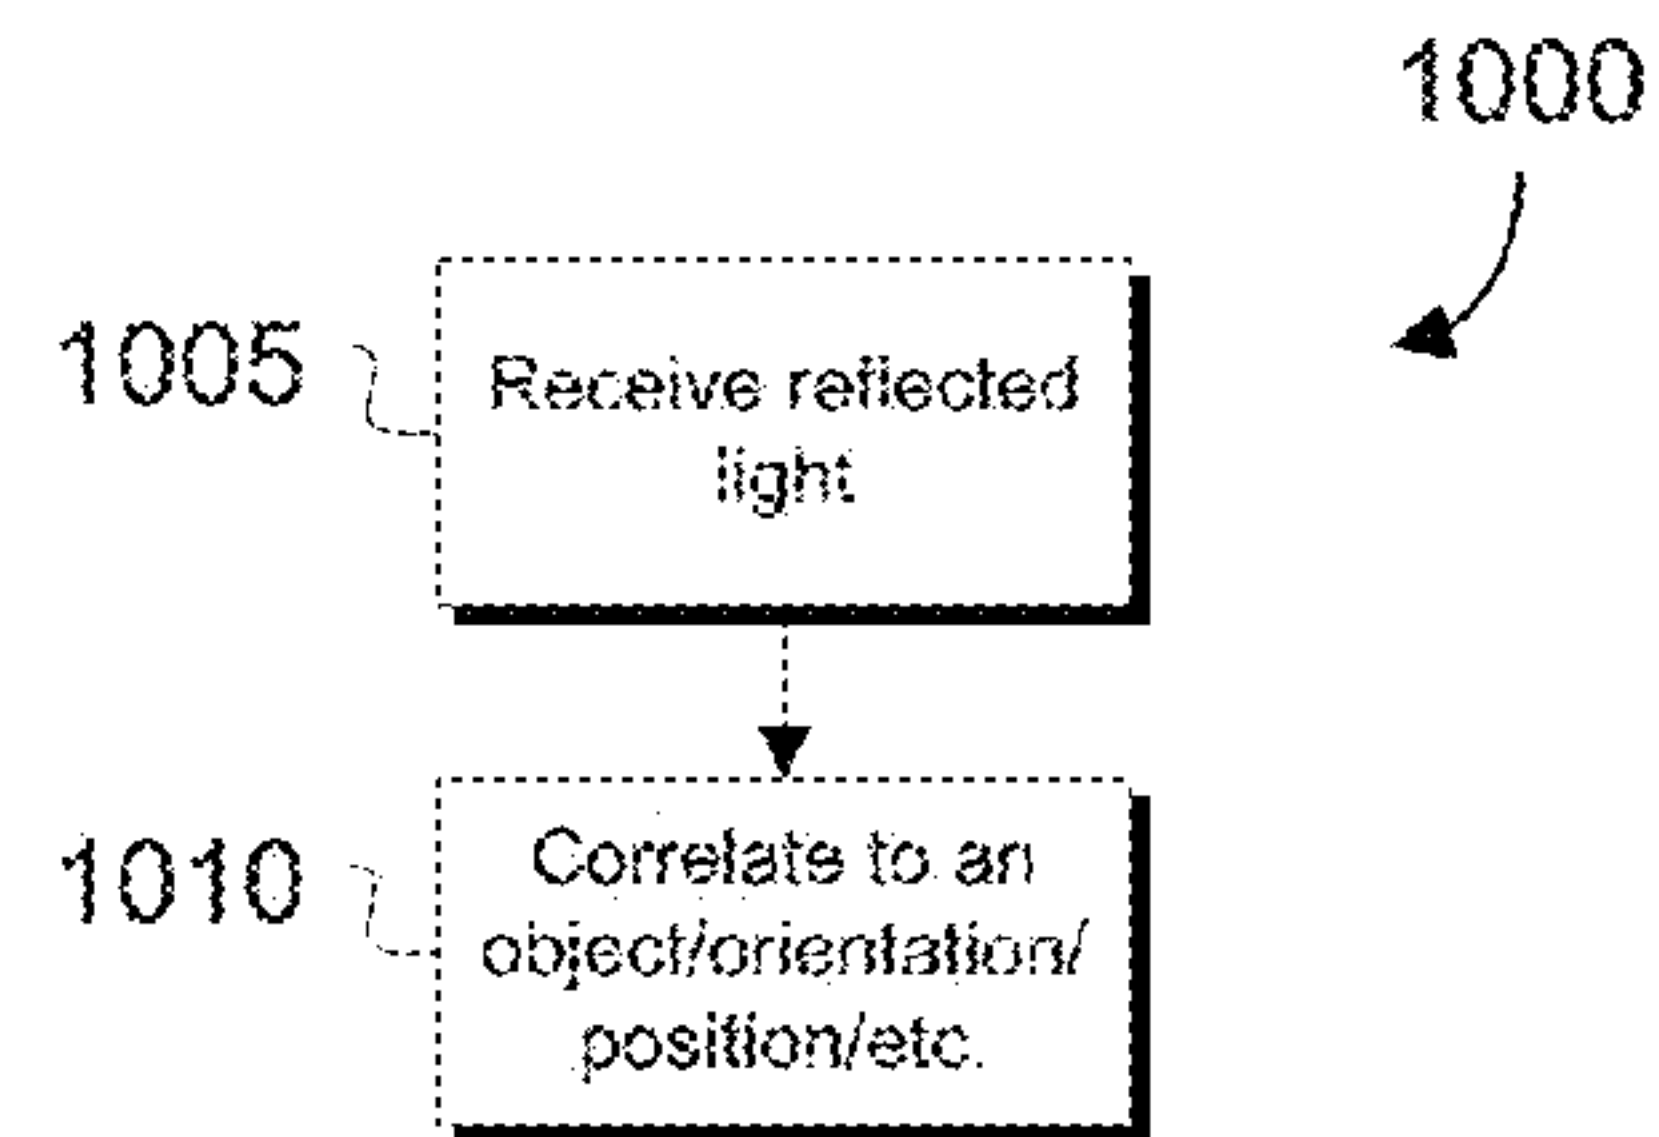 1000
1005
Receive reflected
light
1010
Correlate to an
object/orientation/
position/etc.